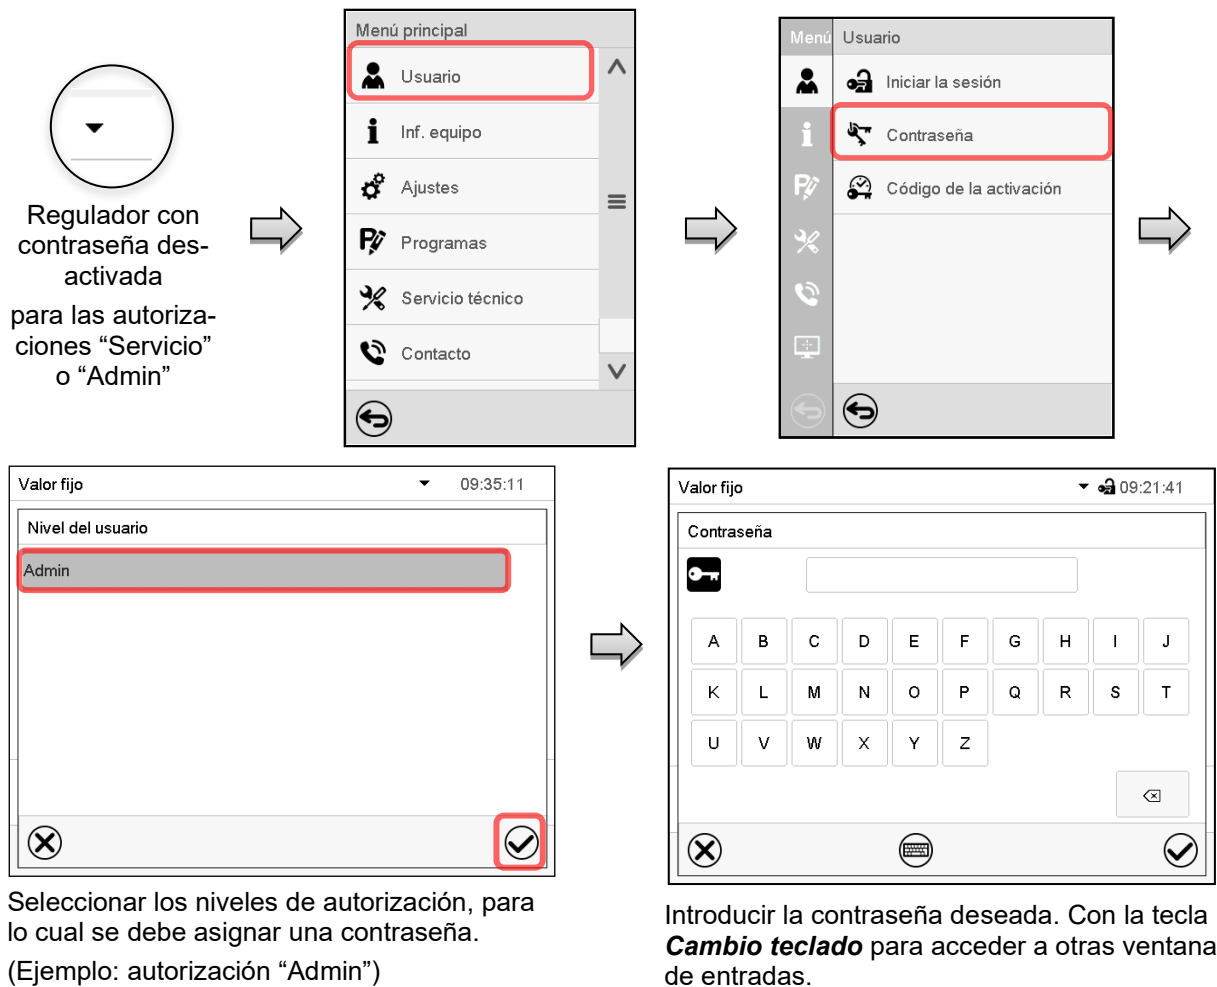 Regulador con
contraseña des-
activada
para las autoriza-
ciones “Servicio”
o “Admin”
Menú principal
Usuario
Inf. equipo
Ajustes
Programas
Servicio técnico
Contacto
Menú Usuario
Iniciar la sesión
Contraseña
Código de la activación
Valor fijo 09:35:11
Nivel del usuario
Admin
Seleccionar los niveles de autorización, para
lo cual se debe asignar una contraseña.
(Ejemplo: autorización “Admin”)
Valor fijo 09:21:41
Contraseña
A B C D E F G H I J
K L M N O P Q R S T
U V W X Y Z
Introducir la contraseña deseada. Con la tecla
Cambio teclado para acceder a otras ventana
de entradas.